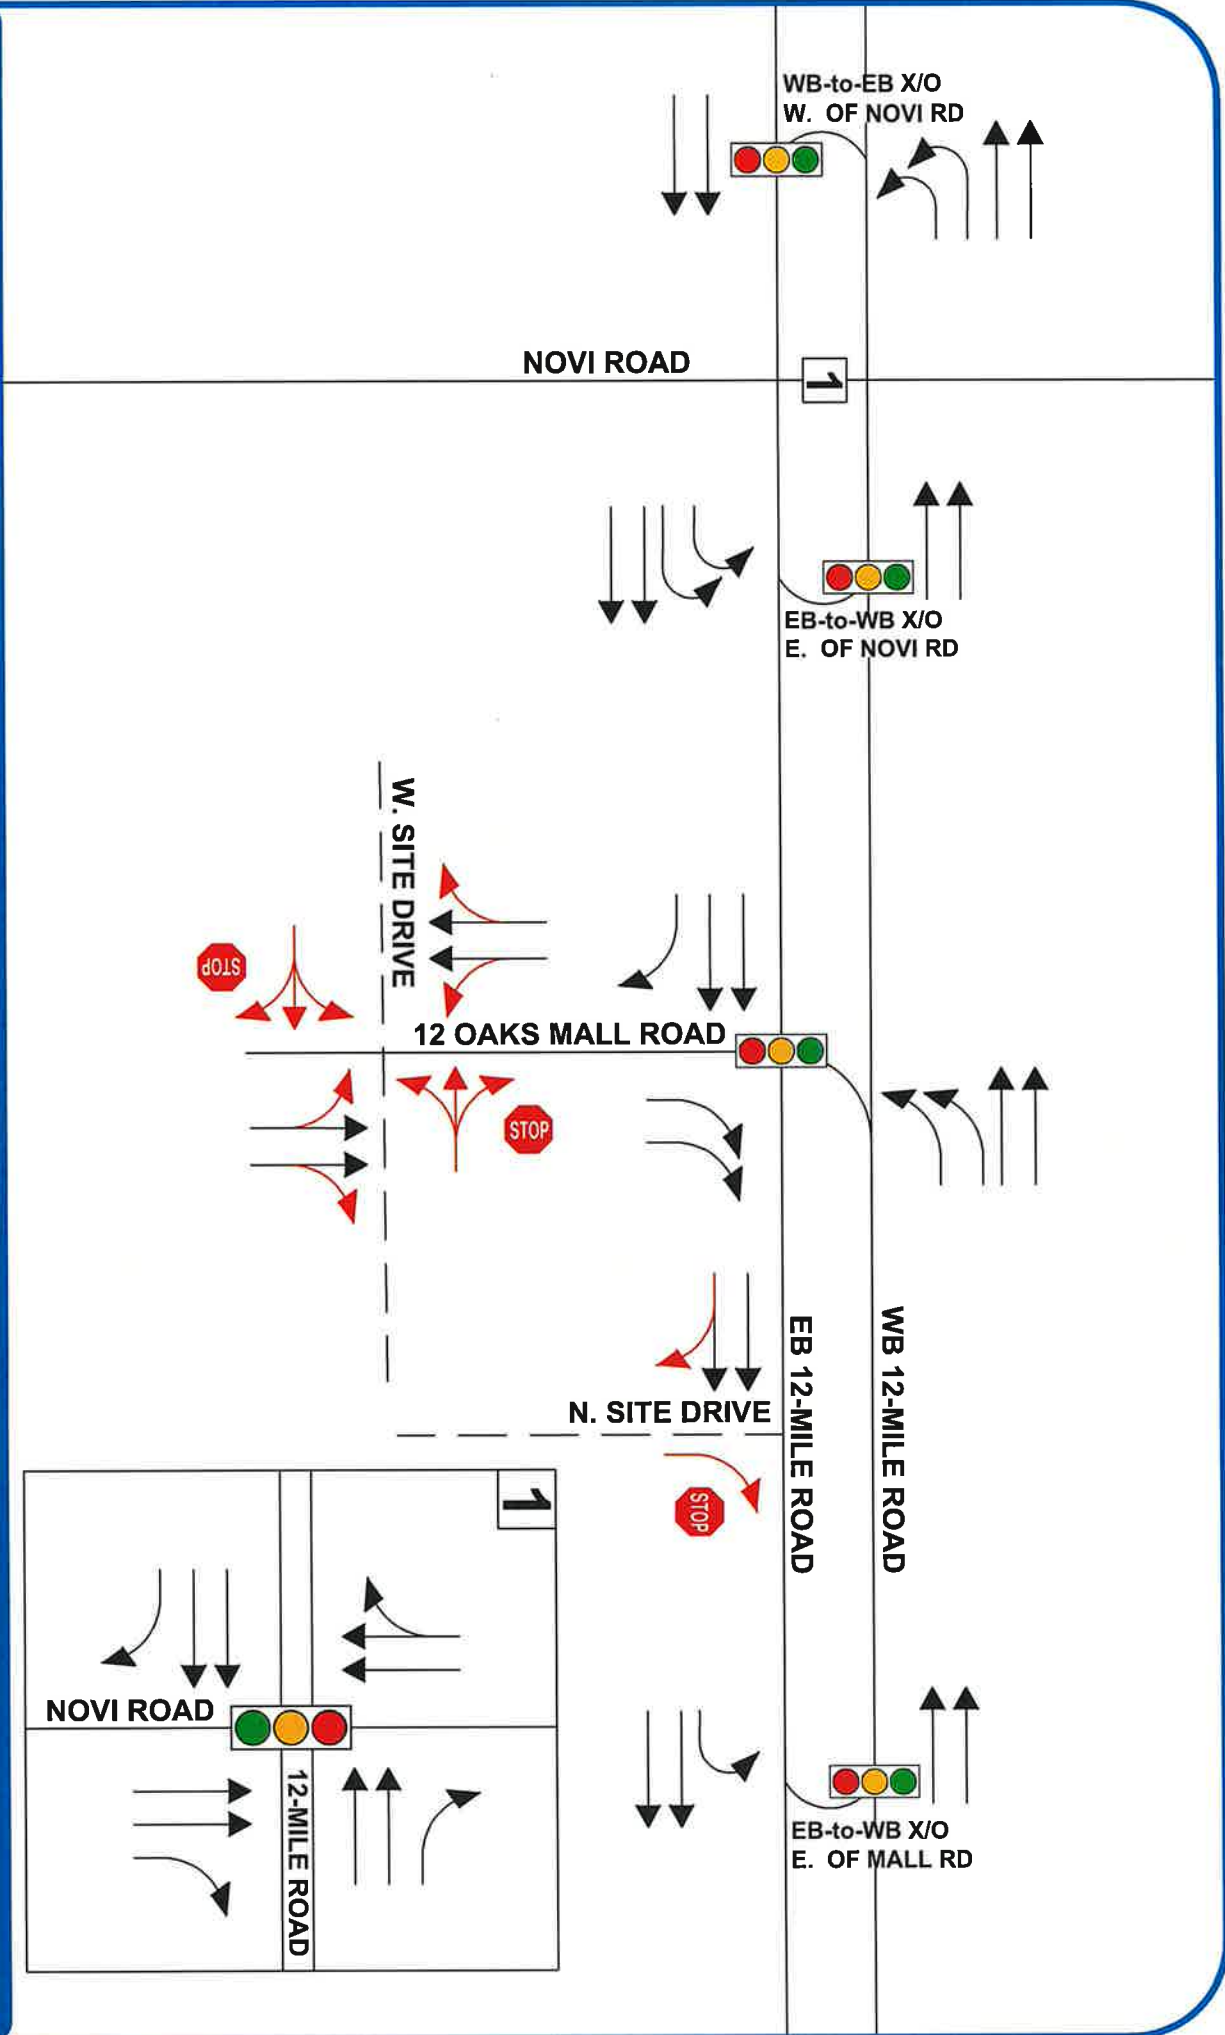 WB-to-EB X/O
W. OF NOVI RD
NOVI ROAD
1
EB-to-WB X/O
E. OF NOVI RD
W. SITE DRIVE
STOP
12 OAKS MALL ROAD
STOP
EB 12-MILE ROAD
WB 12-MILE ROAD
N. SITE DRIVE
STOP
1
NOVI ROAD
12-MILE ROAD
EB-to-WB X/O
E. OF MALL RD